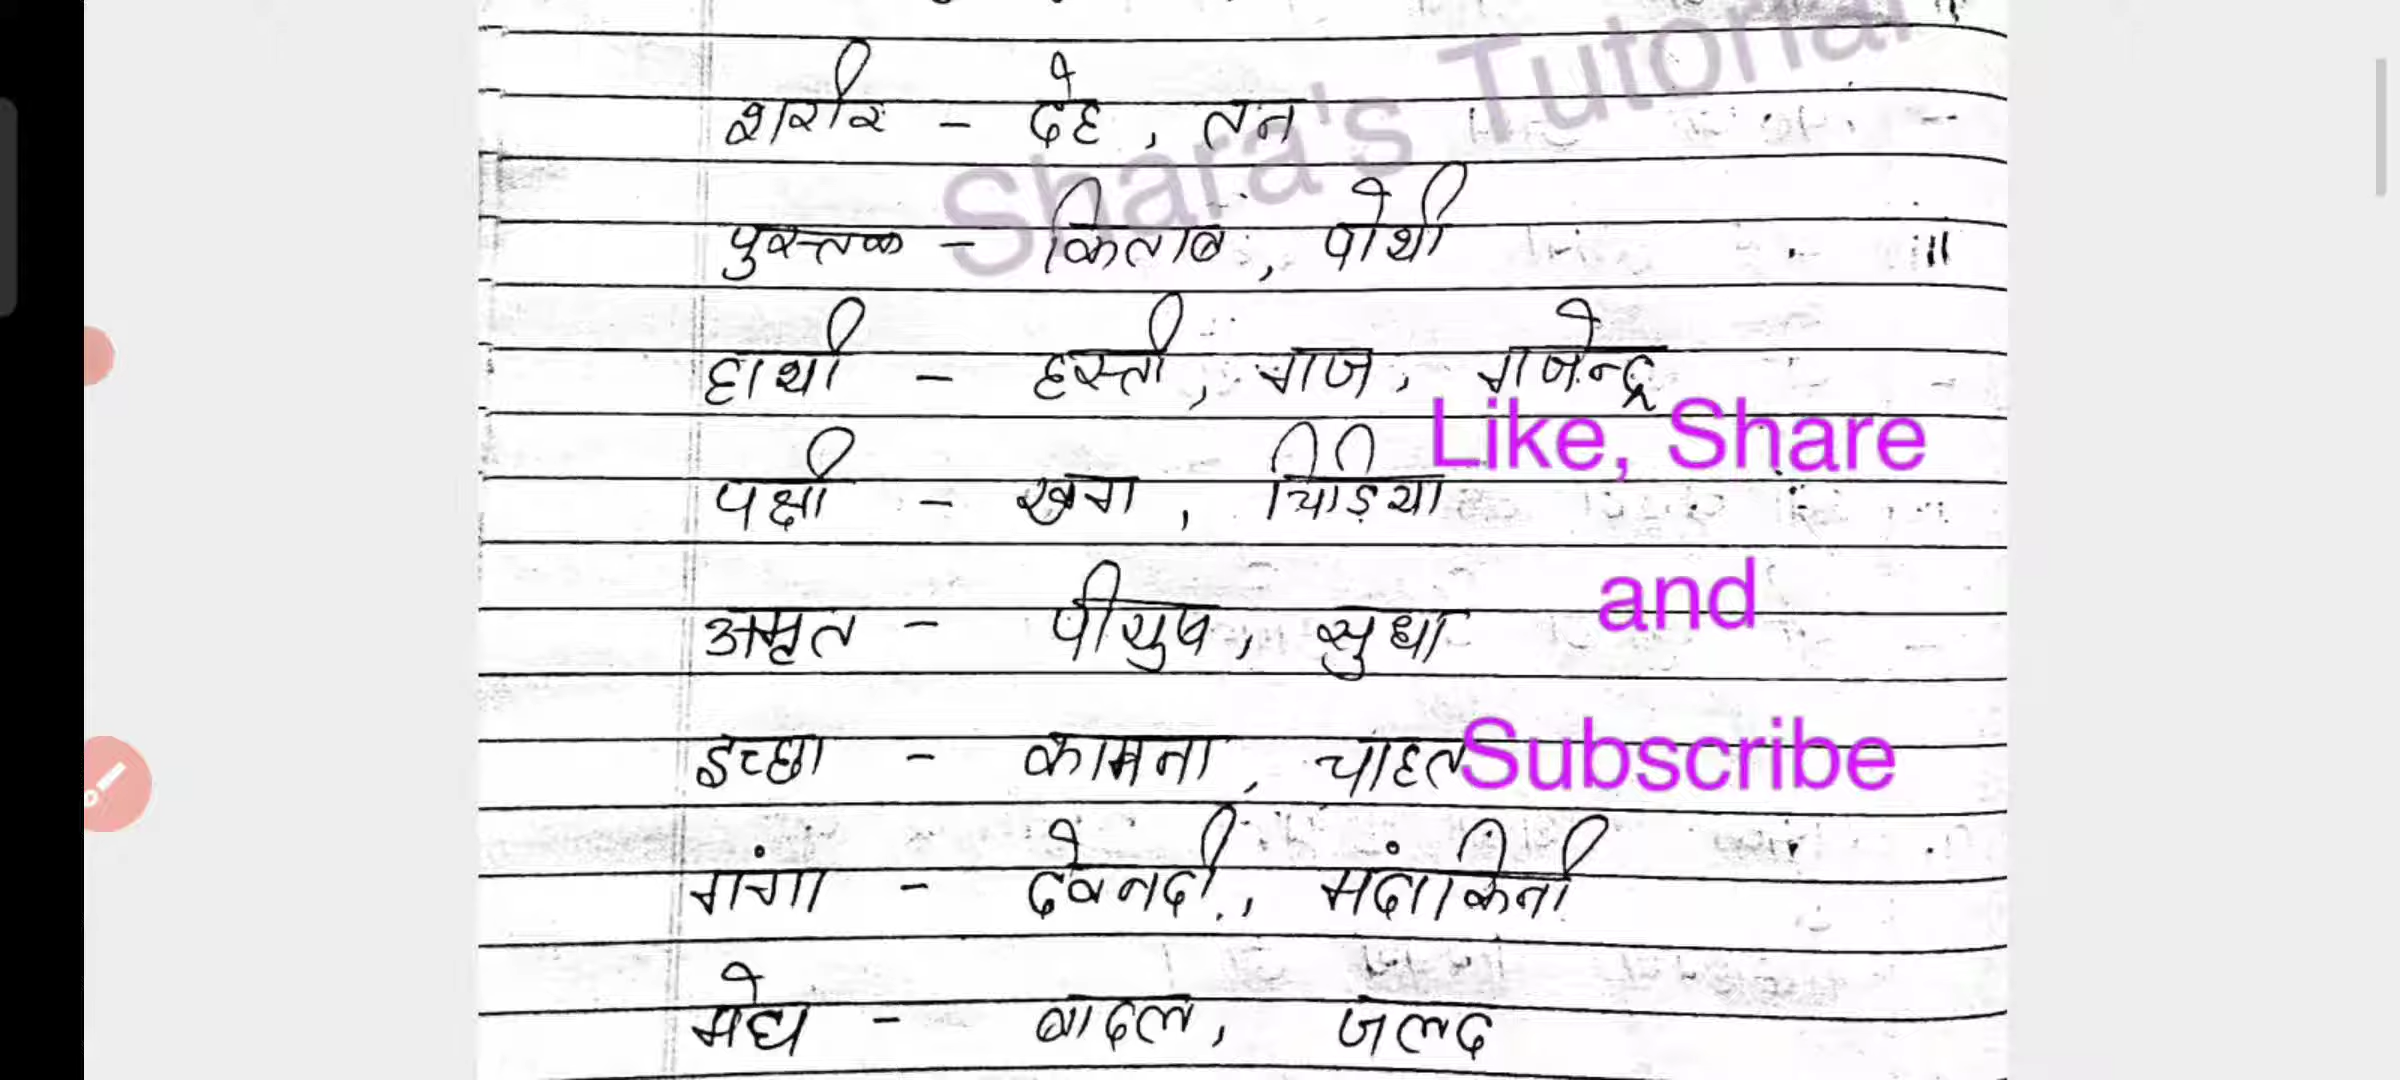 Shara's Tutorial
शरीर - देह, तन
पुस्तक - किताब, पोथी
हाथी - हस्ती, गज, गजेन्द्र
Like, Share
पक्षी - खग, चिड़िया
and
अमृत - पीयुष, सुधा
Subscribe
इच्छा - कामना, चाहत
गंगा - देवनदी, मंदाकिनी
मेघ - बादल, जलद